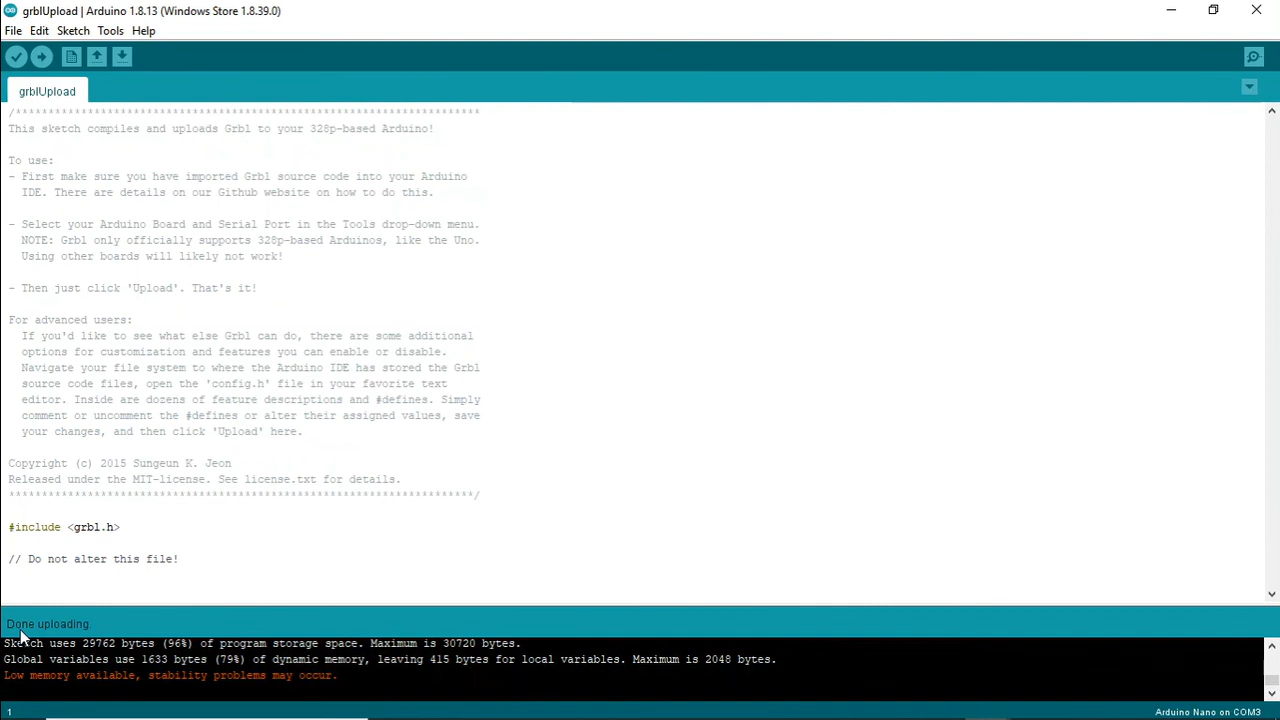 grblUpload | Arduino 1.8.13 (Windows Store 1.8.39.0)
File Edit Sketch Tools Help
grblUpload
/***********************************************************************
This sketch compiles and uploads Grbl to your 328p-based Arduino!
To use:
- First make sure you have imported Grbl source code into your Arduino
IDE. There are details on our Github website on how to do this.
- Select your Arduino Board and Serial Port in the Tools drop-down menu.
NOTE: Grbl only officially supports 328p-based Arduinos, like the Uno.
Using other boards will likely not work!
- Then just click 'Upload'. That's it!
For advanced users:
If you'd like to see what else Grbl can do, there are some additional
options for customization and features you can enable or disable.
Navigate your file system to where the Arduino IDE has stored the Grbl
source code files, open the 'config.h' file in your favorite text
editor. Inside are dozens of feature descriptions and #defines. Simply
comment or uncomment the #defines or alter their assigned values, save
your changes, and then click 'Upload' here.
Copyright (c) 2015 Sungeun K. Jeon
Released under the MIT-license. See license.txt for details.
***********************************************************************/
#include <grbl.h>
// Do not alter this file!
Done uploading.
Sketch uses 29762 bytes (96%) of program storage space. Maximum is 30720 bytes.
Global variables use 1633 bytes (79%) of dynamic memory, leaving 415 bytes for local variables. Maximum is 2048 bytes.
Low memory available, stability problems may occur.
1 Arduino Nano on COM3